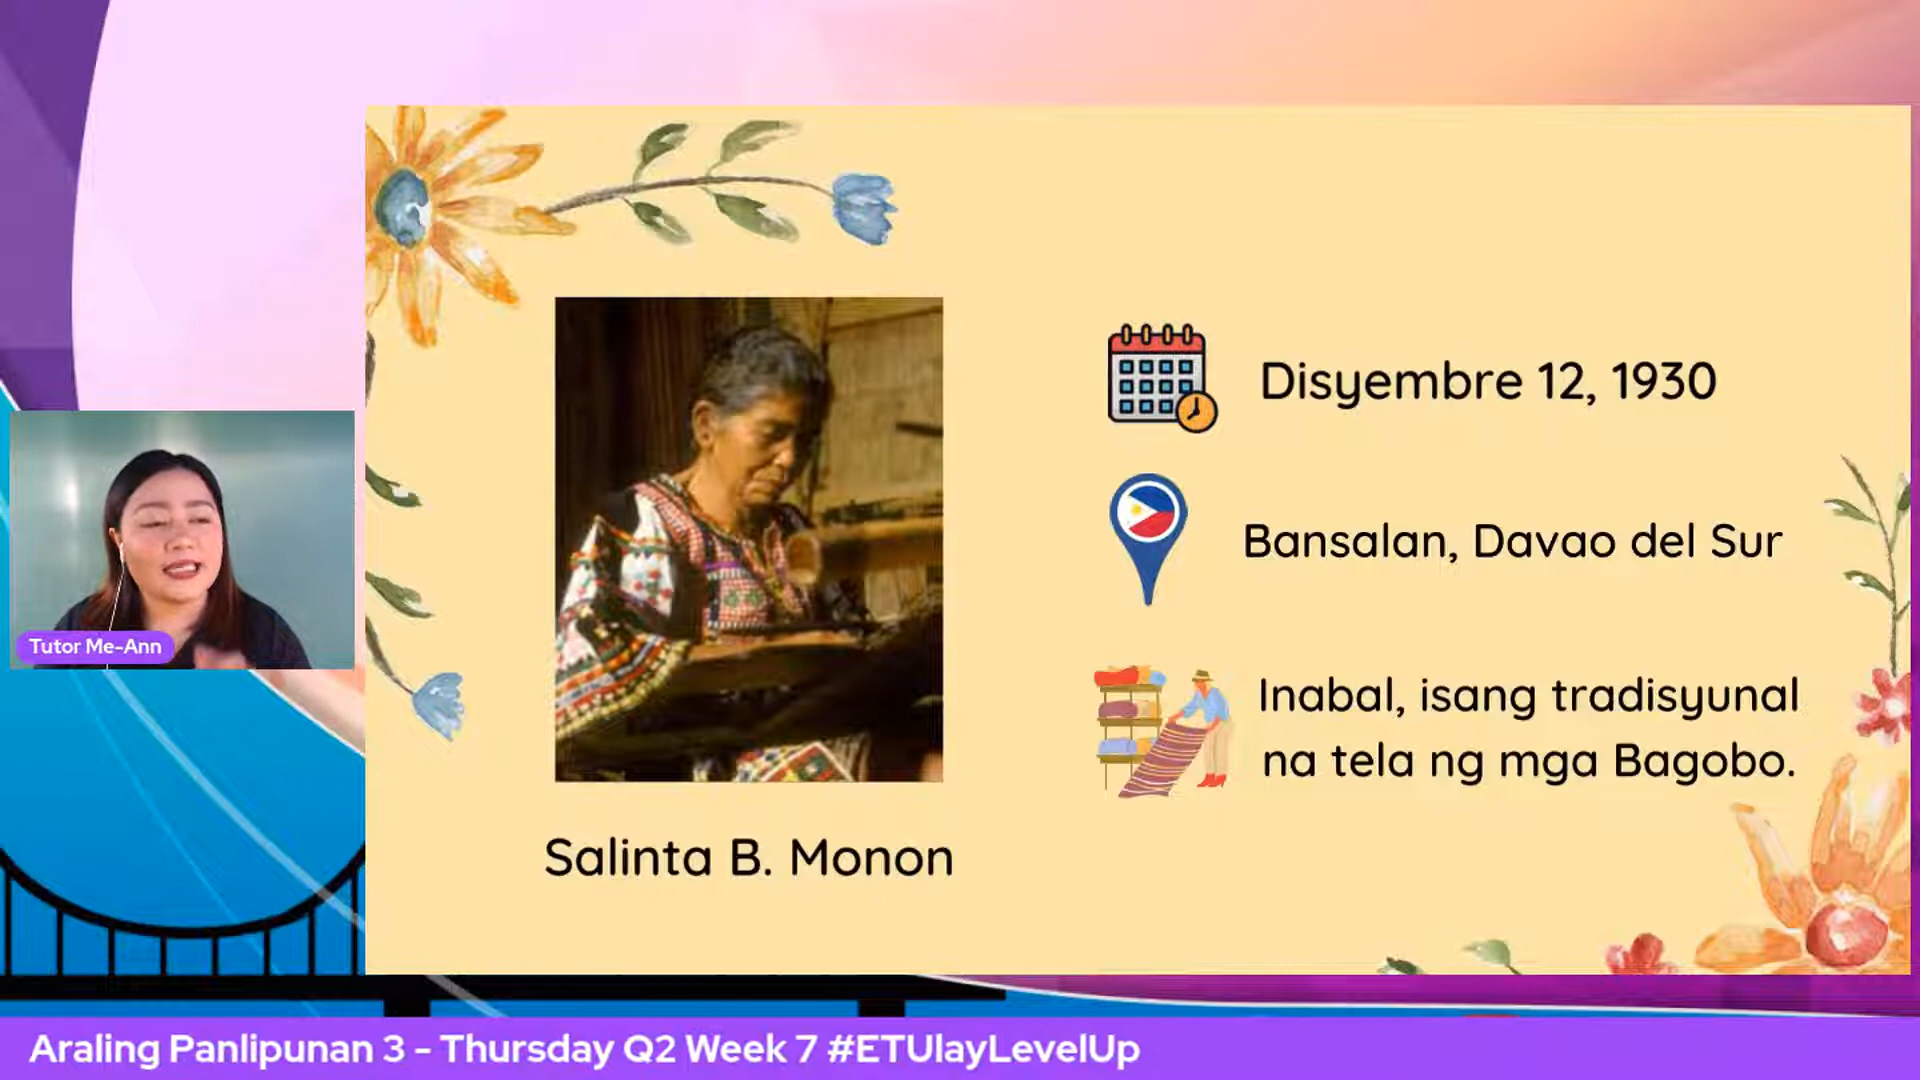 Disyembre 12, 1930
Bansalan, Davao del Sur
Inabal, isang tradisyunal
na tela ng mga Bagobo.
Salinta B. Monon
Tutor Me-Ann
Araling Panlipunan 3 - Thursday Q2 Week 7 #ETUlayLevelUp